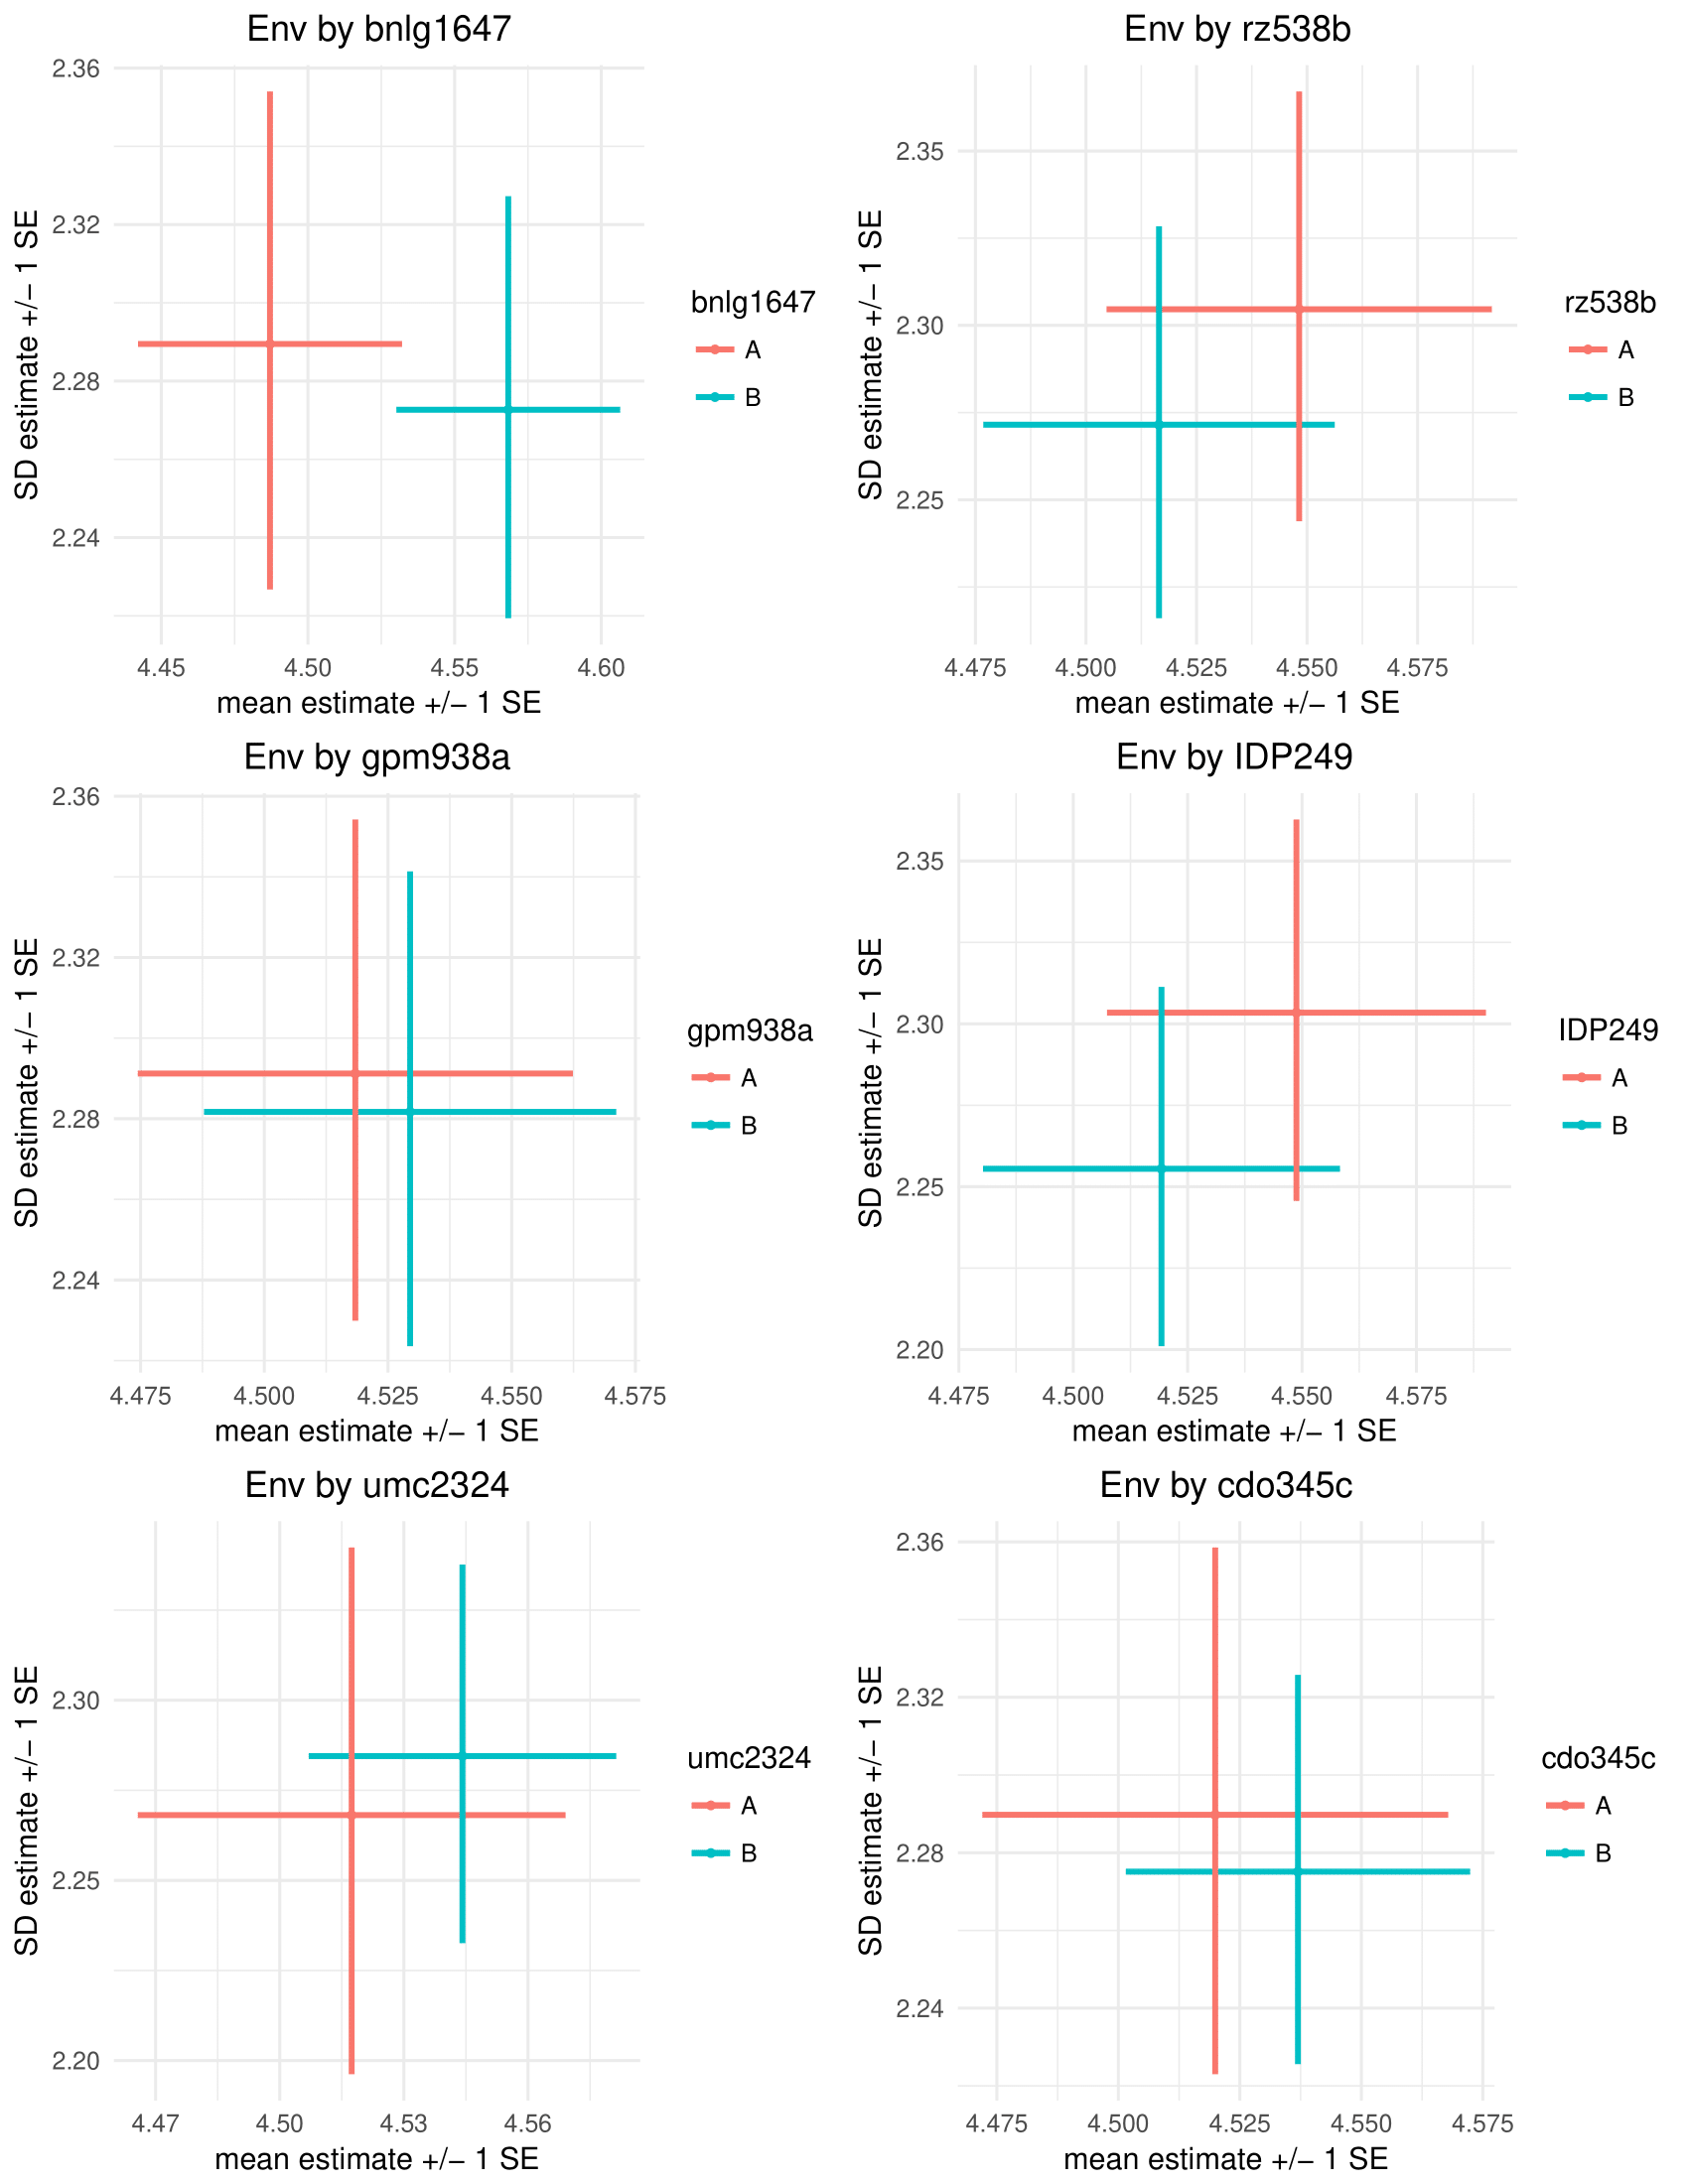 Env by bnlg1647
2.36
2.32
2.28
2.24
SD estimate +/− 1 SE
4.45 4.50 4.55 4.60
mean estimate +/− 1 SE
bnlg1647
A
B
Env by rz538b
2.35
2.30
2.25
SD estimate +/− 1 SE
4.475 4.500 4.525 4.550 4.575
mean estimate +/− 1 SE
rz538b
A
B
Env by gpm938a
2.36
2.32
2.28
2.24
SD estimate +/− 1 SE
4.475 4.500 4.525 4.550 4.575
mean estimate +/− 1 SE
gpm938a
A
B
Env by IDP249
2.35
2.30
2.25
2.20
SD estimate +/− 1 SE
4.475 4.500 4.525 4.550 4.575
mean estimate +/− 1 SE
IDP249
A
B
Env by umc2324
2.30
2.25
2.20
SD estimate +/− 1 SE
4.47 4.50 4.53 4.56
mean estimate +/− 1 SE
umc2324
A
B
Env by cdo345c
2.36
2.32
2.28
2.24
SD estimate +/− 1 SE
4.475 4.500 4.525 4.550 4.575
mean estimate +/− 1 SE
cdo345c
A
B